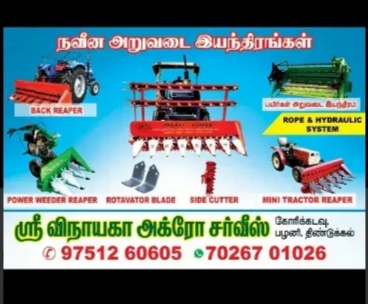 நவீன அறுவடை இயந்திரங்கள்
BACK REAPER
பயிர்கள் அறுவடை இயந்திரம்
ROPE & HYDRAULIC
SYSTEM
POWER WEEDER REAPER
ROTAVATOR BLADE
SIDE CUTTER
MINI TRACTOR REAPER
ஸ்ரீ விநாயகா அக்ரோ சர்வீஸ்
கோரிக்கடவு,
பழனி, திண்டுக்கல்
97512 60605
70267 01026